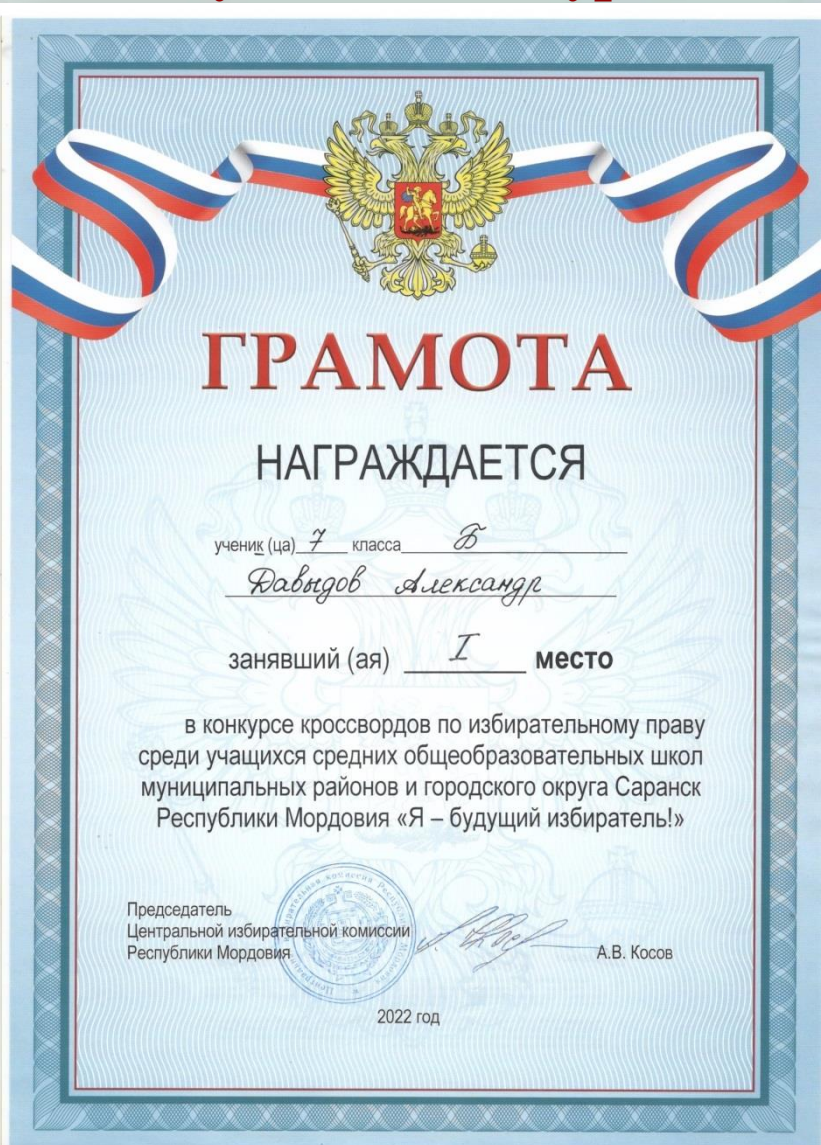 ГРАМОТА
НАГРАЖДАЕТСЯ
ученик (ца) 7 класса Б
Давыдов Александр
занявший (ая) I место
в конкурсе кроссвордов по избирательному праву
среди учащихся средних общеобразовательных школ
муниципальных районов и городского округа Саранск
Республики Мордовия «Я – будущий избиратель!»
Председатель
Центральной избирательной комиссии
Республики Мордовия А.В. Косов
2022 год